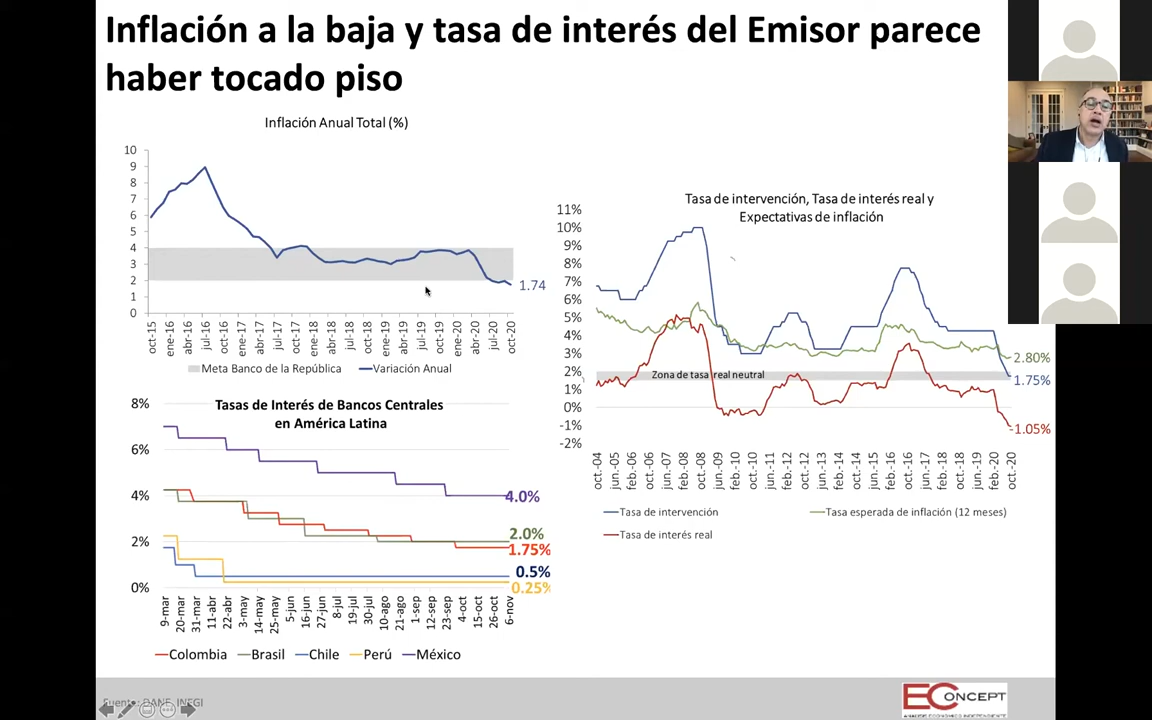 Inflación a la baja y tasa de interés del Emisor parece
haber tocado piso
Inflación Anual Total (%)
10
9
8
7
6
5
4
3
2
1
0
1.74
oct-15
ene-16
abr-16
jul-16
oct-16
ene-17
abr-17
jul-17
oct-17
ene-18
abr-18
jul-18
oct-18
ene-19
abr-19
jul-19
oct-19
ene-20
abr-20
jul-20
oct-20
Meta Banco de la República
Variación Anual
Tasas de Interés de Bancos Centrales
en América Latina
8%
6%
4%
2%
0%
4.0%
2.0%
1.75%
0.5%
0.25%
9-mar
20-mar
31-mar
11-abr
22-abr
3-may
14-may
25-may
5-jun
16-jun
27-jun
8-jul
19-jul
30-jul
10-ago
21-ago
1-sep
12-sep
23-sep
4-oct
15-oct
26-oct
6-nov
Colombia
Brasil
Chile
Perú
México
Tasa de intervención, Tasa de interés real y
Expectativas de inflación
11%
10%
9%
8%
7%
6%
5%
4%
3%
2%
1%
0%
-1%
-2%
Zona de tasa real neutral
2.80%
1.75%
-1.05%
oct.-04
jun.-05
feb.-06
oct.-06
jun.-07
feb.-08
oct.-08
jun.-09
feb.-10
oct.-10
jun.-11
feb.-12
oct.-12
jun.-13
feb.-14
oct.-14
jun.-15
feb.-16
oct.-16
jun.-17
feb.-18
oct.-18
jun.-19
feb.-20
oct.-20
Tasa de intervención
Tasa esperada de inflación (12 meses)
Tasa de interés real
Fuente: DANE, INEGI
ECONCEPT
ANÁLISIS ECONÓMICO INDEPENDIENTE